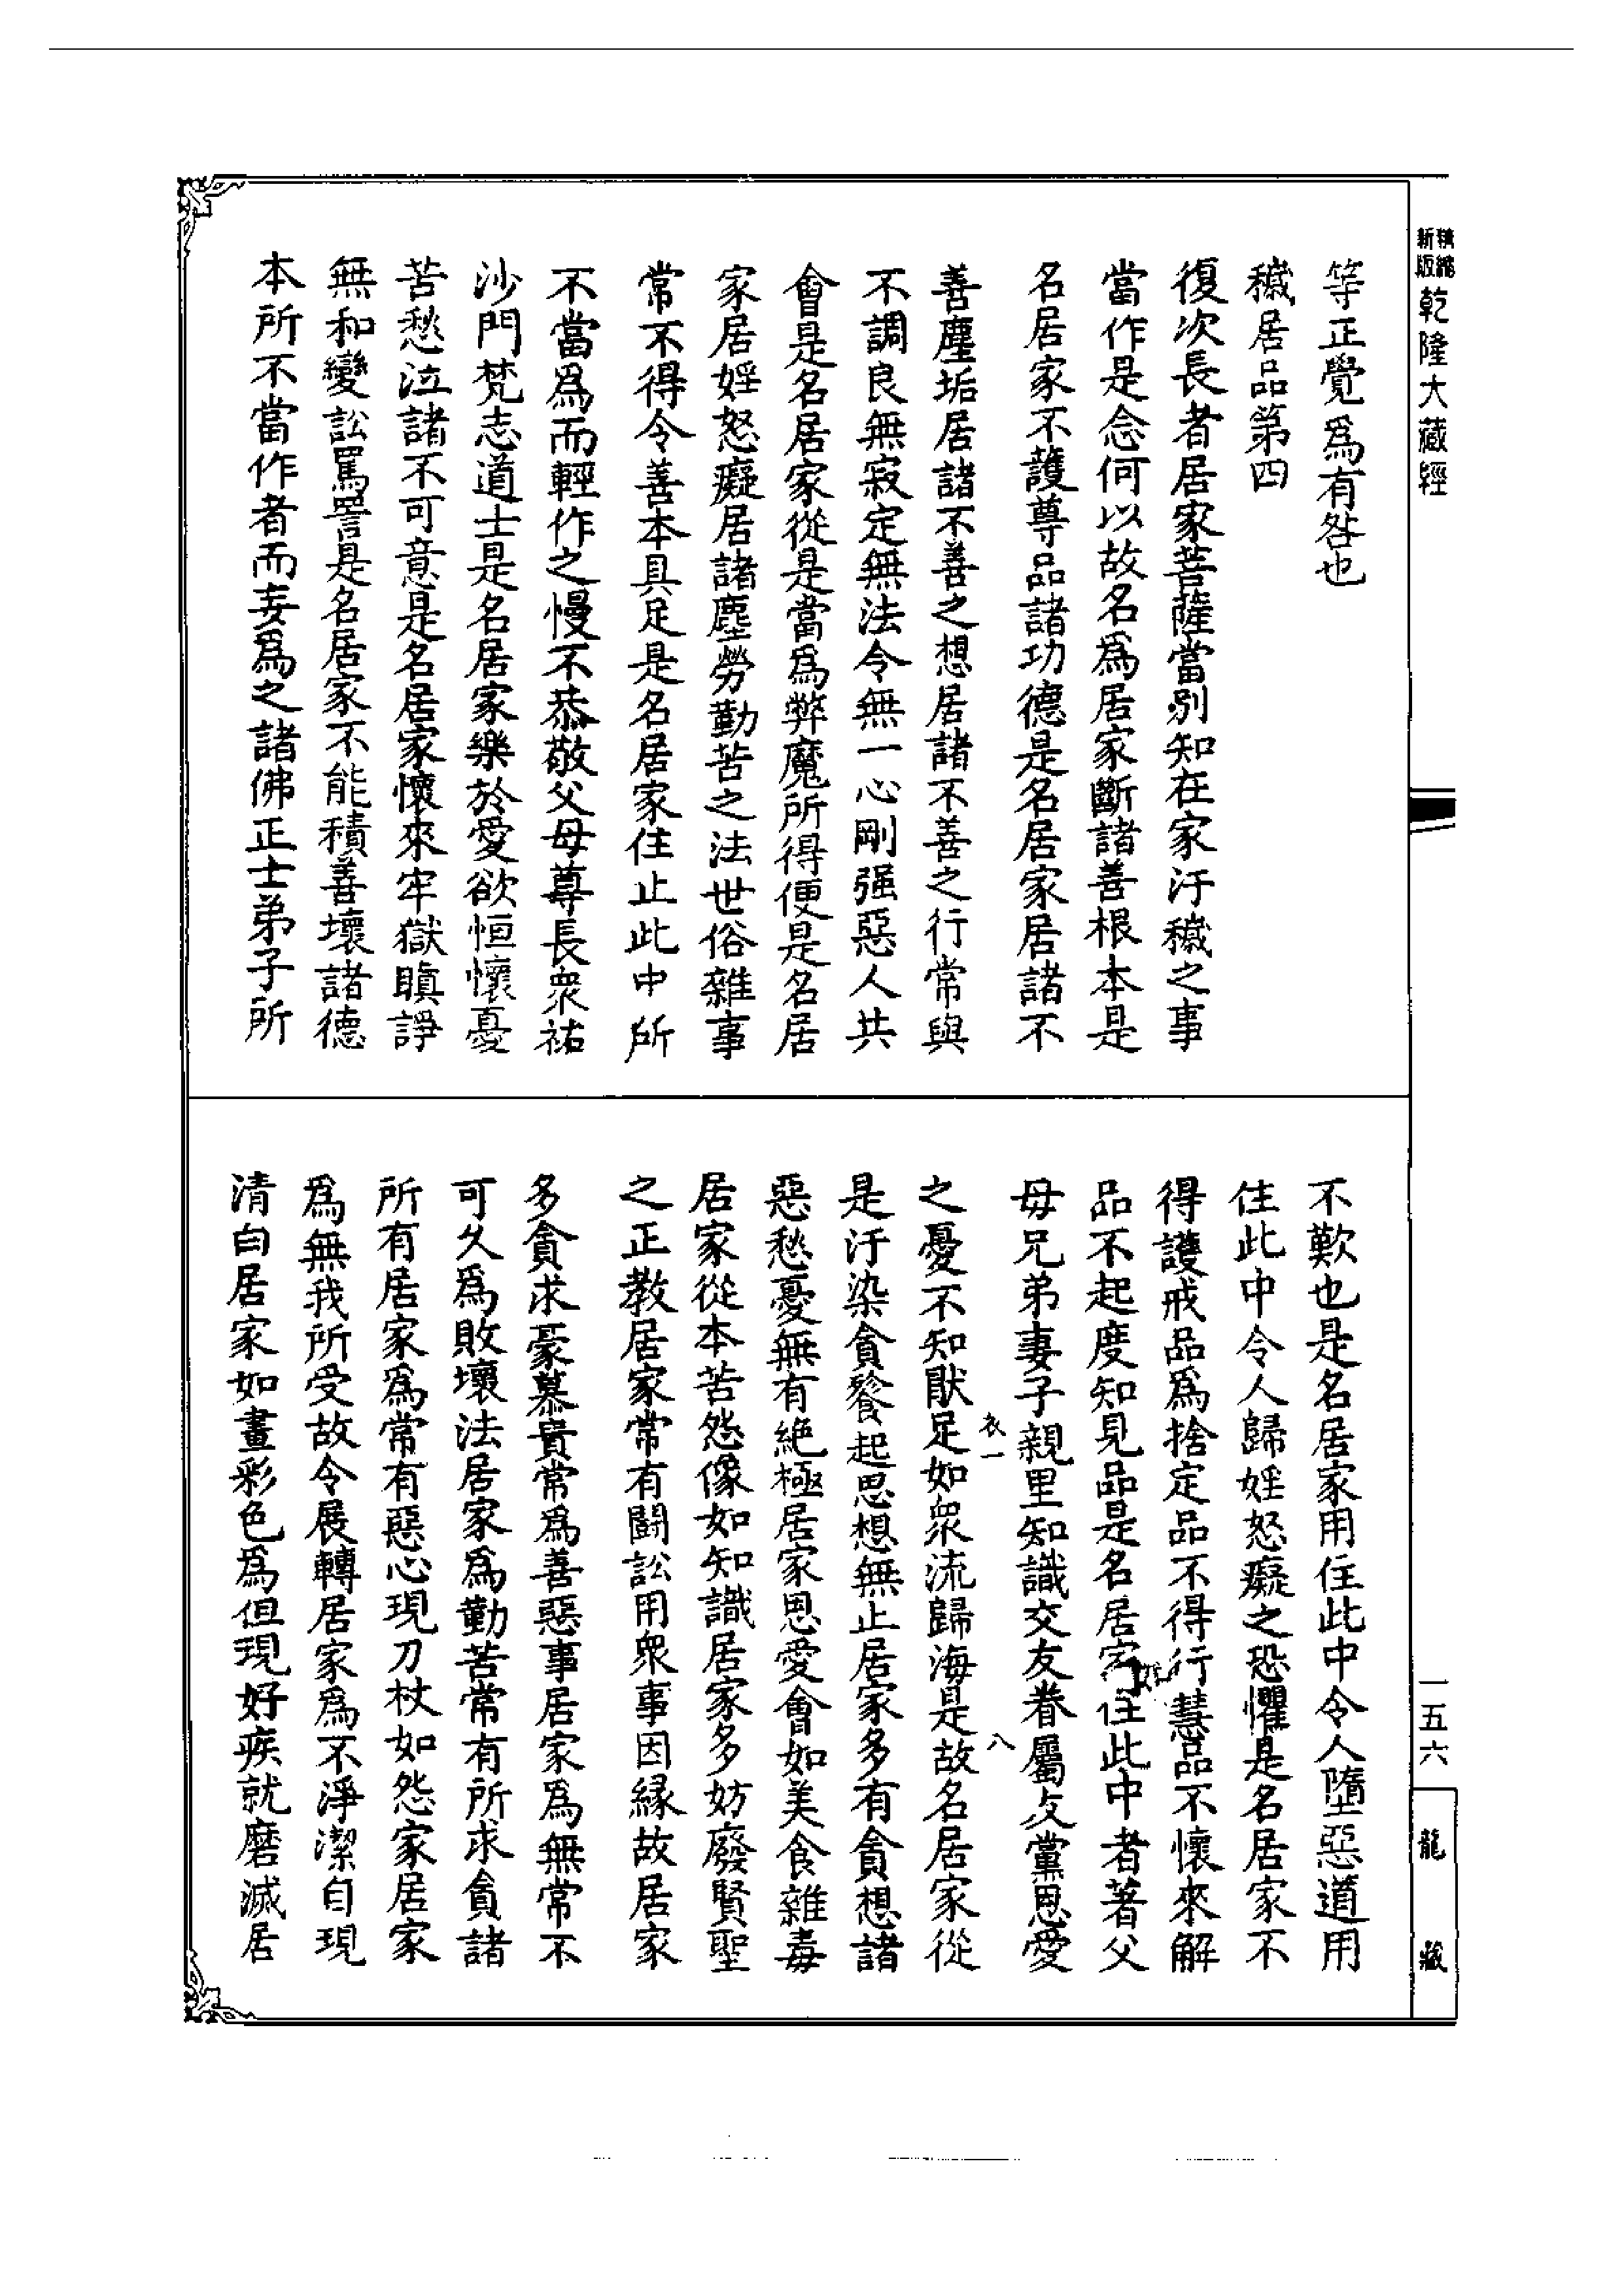 精縮新版
乾隆大藏經
等正覺爲有咎也
穢居品第四
復次長者居家菩薩當别知在家汙穢之事
當作是念何以故名爲居家斷諸善根本是
名居家不護尊品諸功德是名居家居諸不
善塵垢居諸不善之想居諸不善之行常與
不調良無寂定無法令無一心剛强惡人共
會是名居家從是當爲弊魔所得便是名居
家居婬怒癡居諸塵勞勤苦之法世俗雜事
常不得令善本具足是名居家住止此中所
不當爲而輕作之慢不恭敬父母尊長衆祐
沙門梵志道士是名居家樂於愛欲恒懷憂
苦愁泣諸不可意是名居家懷來牢獄瞋諍
無和變訟罵詈是名居家不能積善壞諸德
本所不當作者而妄爲之諸佛正士弟子所
不歎也是名居家用住此中令人墮惡道用
住此中令人歸婬怒癡之恐懼是名居家不
得護戒品爲捨定品不得行慧品不懷來解
品不起度知見品是名居家住此中者著父
母兄弟妻子親里知識交友眷屬攴黨恩愛
衣一
八
之憂不知猒足如衆流歸海是故名居家從
是汙染貪餮起思想無止居家多有貪想諸
惡愁憂無有絶極居家恩愛會如美食雜毒
居家從本苦怨像如知識居家多妨廢賢聖
之正教居家常有鬪訟用衆事因縁故居家
多貪求豪慕貴常爲善惡事居家爲無常不
可久爲敗壞法居家爲勤苦常有所求貪諸
所有居家爲常有惡心現刀杖如怨家居家
爲無我所受故令展轉居家爲不淨潔自現
清白居家如畫彩色爲但現好疾就磨滅居
一五六
龍藏